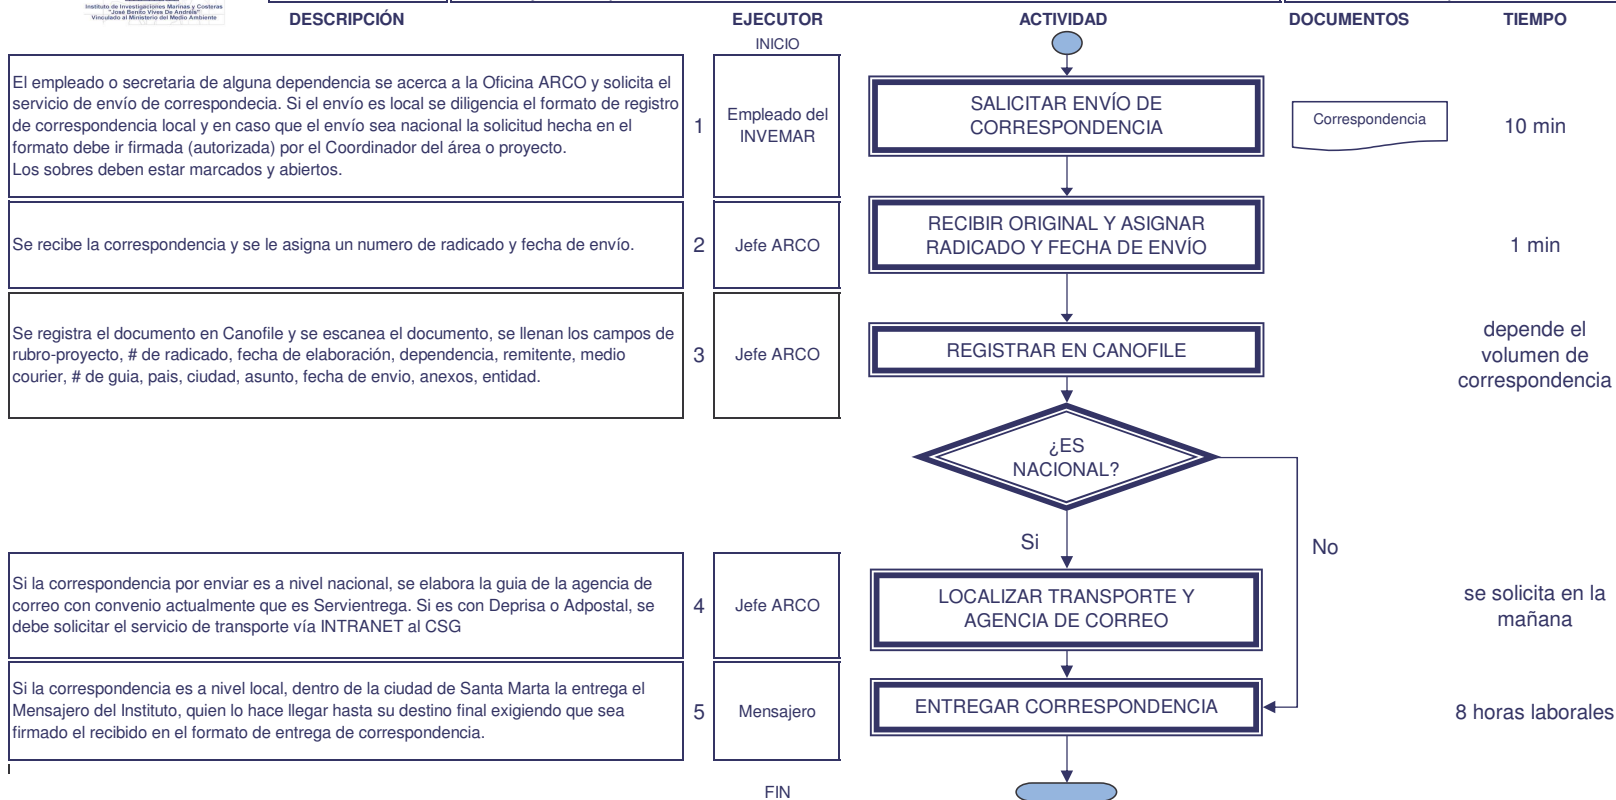 Instituto de Investigaciones Marinas y Costeras
"José Benito Vives De Andréis"
Vinculado al Ministerio del Medio Ambiente
DESCRIPCIÓN
EJECUTOR
ACTIVIDAD
DOCUMENTOS
TIEMPO
INICIO
El empleado o secretaria de alguna dependencia se acerca a la Oficina ARCO y solicita el
servicio de envío de correspondecia. Si el envío es local se diligencia el formato de registro
de correspondencia local y en caso que el envío sea nacional la solicitud hecha en el
formato debe ir firmada (autorizada) por el Coordinador del área o proyecto.
Los sobres deben estar marcados y abiertos.
1
Empleado del
INVEMAR
SALICITAR ENVÍO DE
CORRESPONDENCIA
Correspondencia
10 min
Se recibe la correspondencia y se le asigna un numero de radicado y fecha de envío.
2
Jefe ARCO
RECIBIR ORIGINAL Y ASIGNAR
RADICADO Y FECHA DE ENVÍO
1 min
Se registra el documento en Canofile y se escanea el documento, se llenan los campos de
rubro-proyecto, # de radicado, fecha de elaboración, dependencia, remitente, medio
courier, # de guia, pais, ciudad, asunto, fecha de envio, anexos, entidad.
3
Jefe ARCO
REGISTRAR EN CANOFILE
depende el
volumen de
correspondencia
¿ES
NACIONAL?
Si
No
Si la correspondencia por enviar es a nivel nacional, se elabora la guia de la agencia de
correo con convenio actualmente que es Servientrega. Si es con Deprisa o Adpostal, se
debe solicitar el servicio de transporte vía INTRANET al CSG
4
Jefe ARCO
LOCALIZAR TRANSPORTE Y
AGENCIA DE CORREO
se solicita en la
mañana
Si la correspondencia es a nivel local, dentro de la ciudad de Santa Marta la entrega el
Mensajero del Instituto, quien lo hace llegar hasta su destino final exigiendo que sea
firmado el recibido en el formato de entrega de correspondencia.
5
Mensajero
ENTREGAR CORRESPONDENCIA
8 horas laborales
FIN